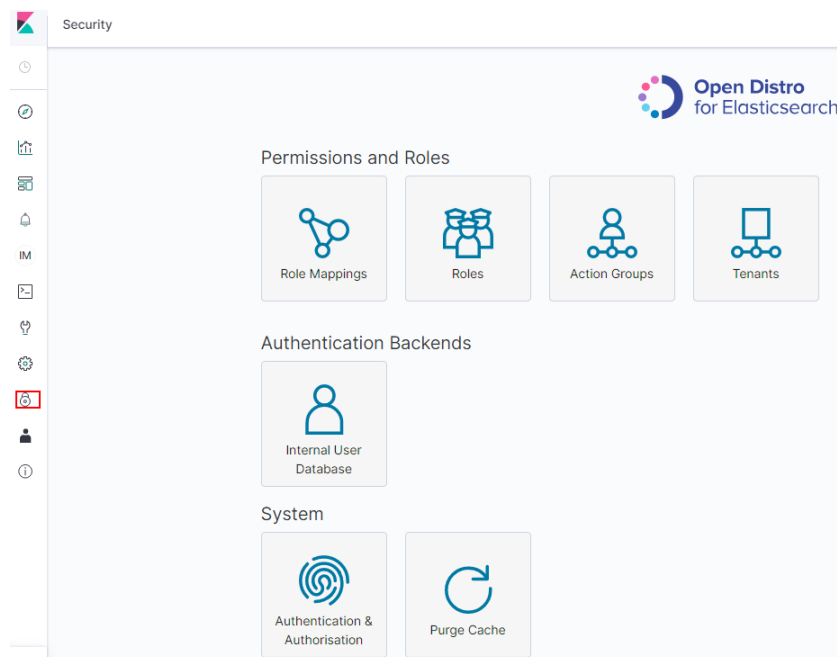 Security
Open Distro
for Elasticsearch
Permissions and Roles
Role Mappings
Roles
Action Groups
Tenants
IM
Authentication Backends
Internal User
Database
System
Authentication &
Authorisation
Purge Cache